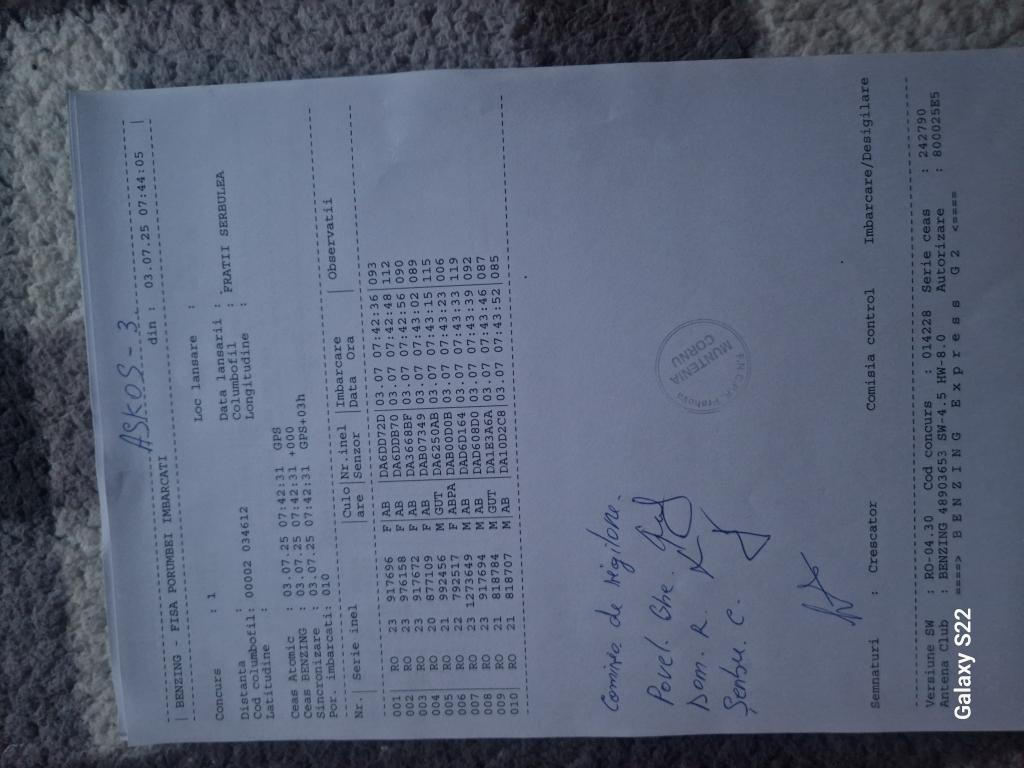 ASKOS - 3
| BENZING - FISA PORUMBEI IMBARCATI din : 03.07.25 07:44:05 |
Concurs : 1 Loc lansare :
Data lansarii :
Distanta : Columbofil : FRATII SERBULEA
Cod columbofil: 00002 034612 Longitudine :
Latitudine :
Ceas Atomic : 03.07.25 07:42:31 GPS
Ceas BENZING : 03.07.25 07:42:31 +000
Sincronizare : 03.07.25 07:42:31 GPS+03h
Por. imbarcati: 010
Nr.| Serie inel |Culo|Nr.inel |Imbarcare | Observatii
|are |Senzor |Data Ora |
001 | RO 23 917696 F|AB |DA6DD72D|03.07 07:42:36|093
002 | RO 23 976158 F|AB |DA6DDE70|03.07 07:42:48|112
003 | RO 23 917672 F|AB |DA3668BF|03.07 07:42:56|090
004 | RO 20 877109 F|AB |DAB07749|03.07 07:43:02|089
005 | RO 21 992456 M|GUT |DA6250AB|03.07 07:43:15|115
006 | RO 22 792517 F|ABPA|DAB00D0B|03.07 07:43:23|006
007 | RO 23 1273649 M|AB |DAD6D164|03.07 07:43:33|119
008 | RO 23 917694 M|AB |DAD608D0|03.07 07:43:39|092
009 | RO 21 818784 M|GUT |DA1E3A6A|03.07 07:43:46|087
010 | RO 21 818707 M|AB |DA10D2C8|03.07 07:43:52|085
Comisia de sigilare.
Pavel. Ghe.
Dom. R.
Șerbu. C.
Prahova
MUNTENIA
CORNU
Semnaturi : Crescator Comisia control Imbarcare/Desigilare
Versiune SW : RO-04.30 Cod concurs : 014228 Serie ceas : 242790
Antena Club : BENZING 48903653 SW-4.5 HW-8.0 Autorizare : 800025E5
====> B E N Z I N G E x p r e s s G 2 <====
Galaxy S22